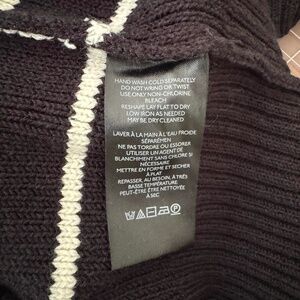 HAND WASH COLD SEPARATELY
DO NOT WRING OR TWIST
USE ONLY NON-CHLORINE
BLEACH
RESHAPE LAY FLAT TO DRY
LOW IRON AS NEEDED
MAY BE DRY CLEANED
LAVER À LA MAIN À L'EAU FROIDE
SÉPARÉMEN
NE PAS TORDRE OU ESSORER
UTILISER UN AGENT DE
BLANCHIMENT SANS CHLORE SI
NÉCESSAIRE
METTRE EN FORME ET SECHER
À PLAT
REPASSER, AU BESOIN, À TRÈS
BASSE TEMPÉRATURE
PEUT-ÊTRE ÊTRE NETTOYÉE
À SEC
P